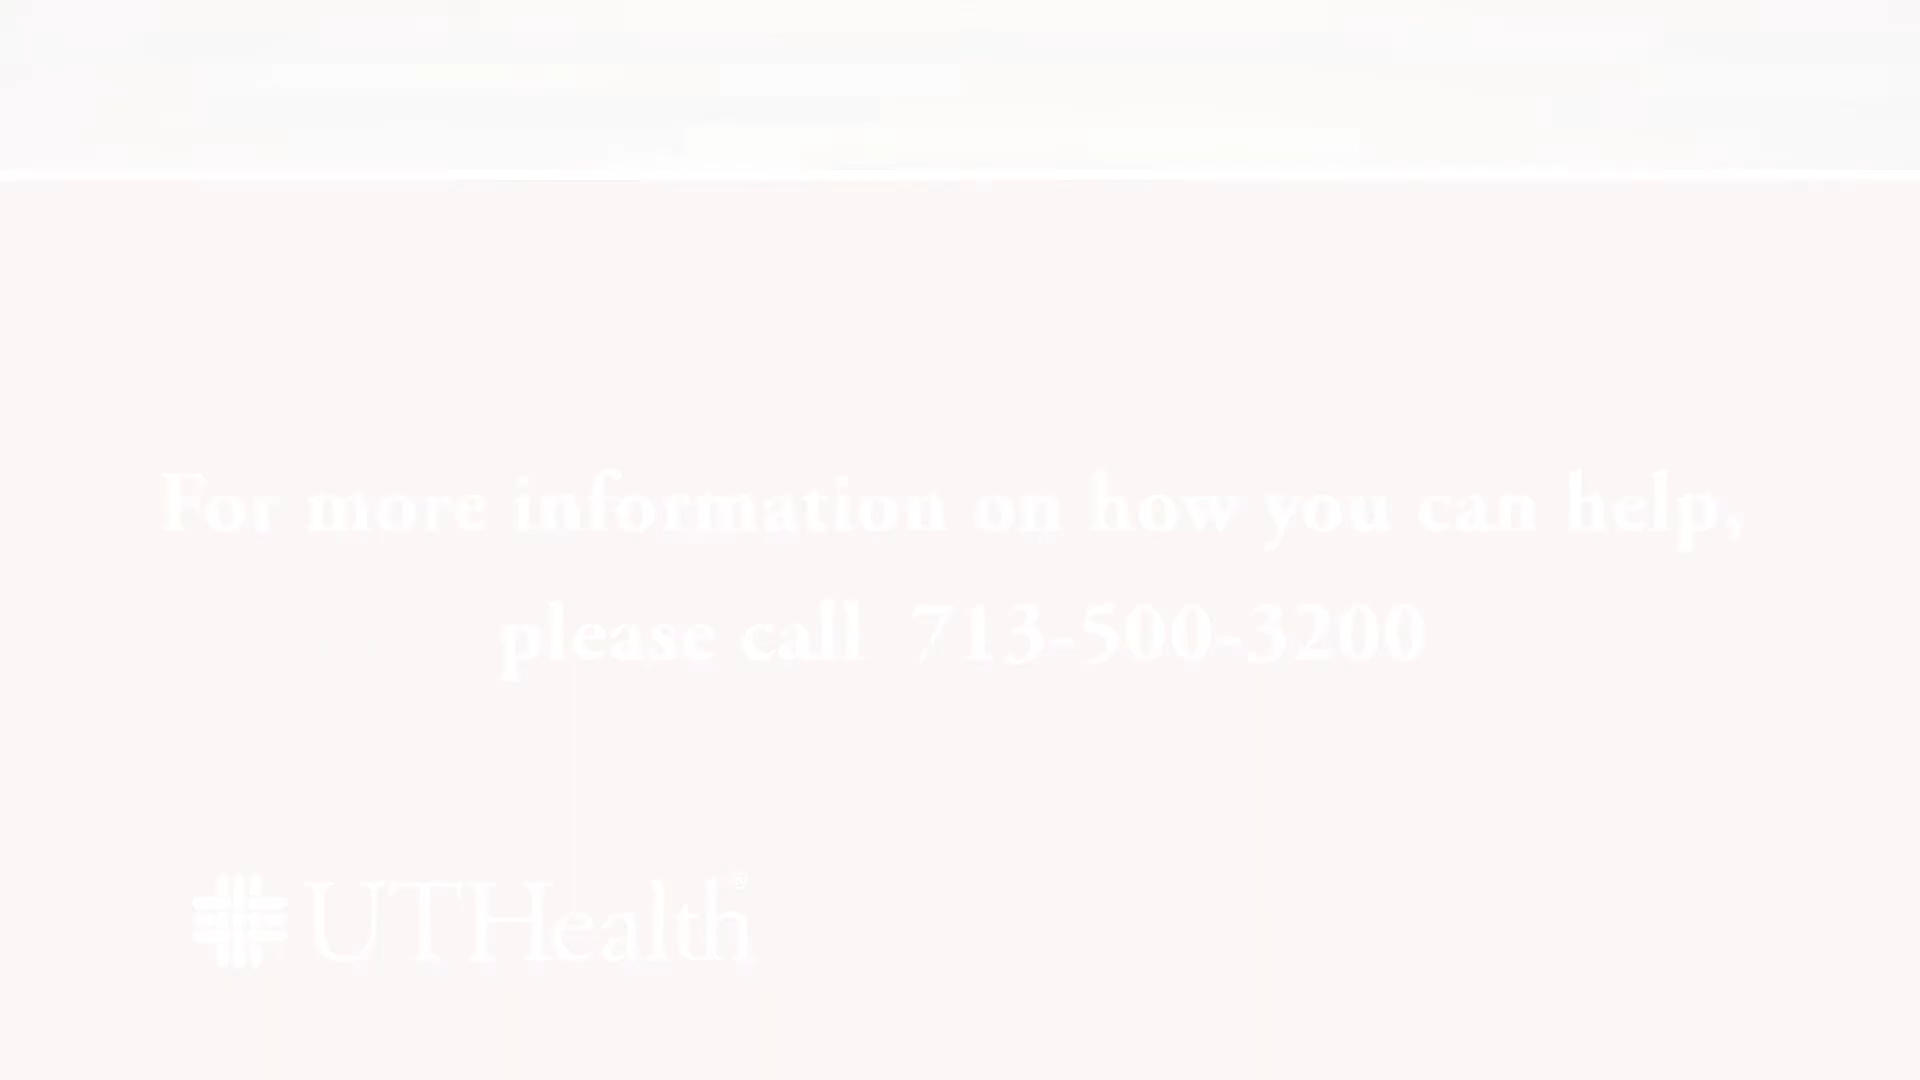 For more information on how you can help,
please call 713-500-3200
UTHealth®